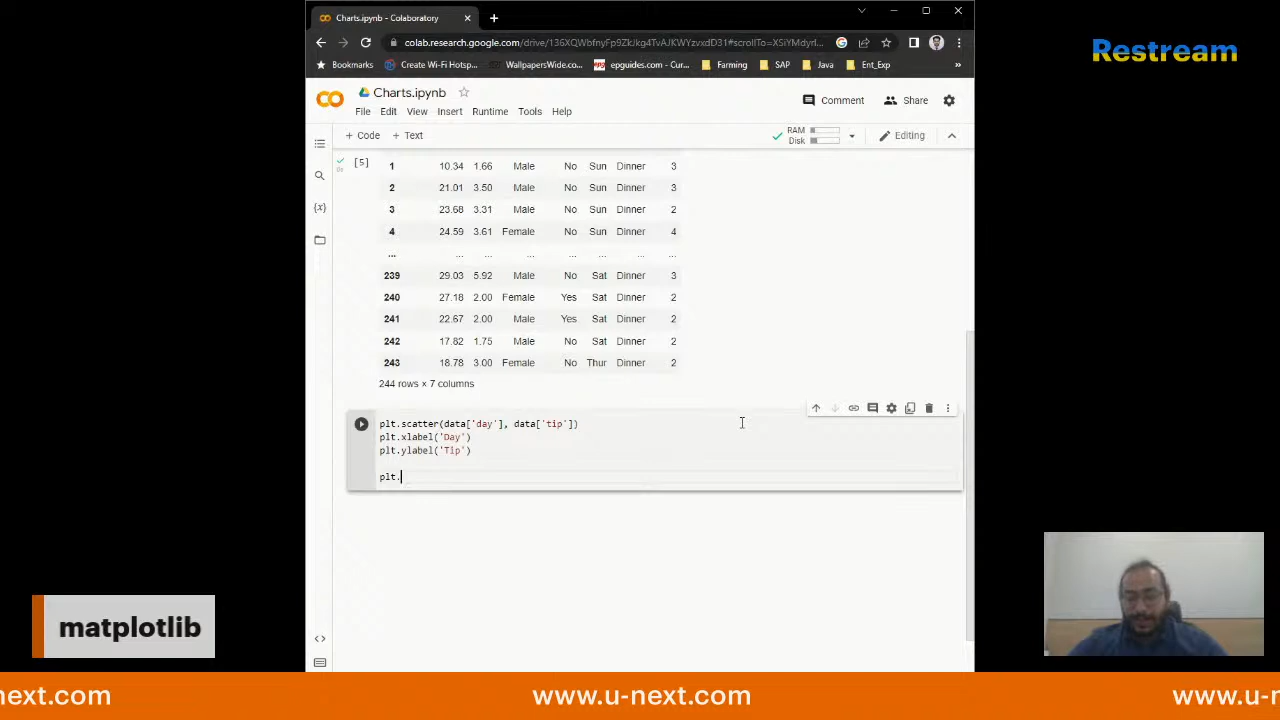 Charts.ipynb - Colaboratory
colab.research.google.com/drive/136XQWbfnyFp9ZkJkg4TvAJKWYzvxdD31#scrollTo=XSiYMdyrI...
Bookmarks
Create Wi-Fi Hotsp...
WallpapersWide.co...
epguides.com - Cur...
Farming
SAP
Java
Ent_Exp
Restream
Charts.ipynb
Comment
Share
File Edit View Insert Runtime Tools Help
+ Code + Text
RAM
Disk
Editing
[5]
1 10.34 1.66 Male No Sun Dinner 3
2 21.01 3.50 Male No Sun Dinner 3
3 23.68 3.31 Male No Sun Dinner 2
4 24.59 3.61 Female No Sun Dinner 4
... ... ... ... ... ... ... ...
239 29.03 5.92 Male No Sat Dinner 3
240 27.18 2.00 Female Yes Sat Dinner 2
241 22.67 2.00 Male Yes Sat Dinner 2
242 17.82 1.75 Male No Sat Dinner 2
243 18.78 3.00 Female No Thur Dinner 2
244 rows × 7 columns
plt.scatter(data['day'], data['tip'])
plt.xlabel('Day')
plt.ylabel('Tip')
plt.
matplotlib
-next.com
www.u-next.com
www.u-n